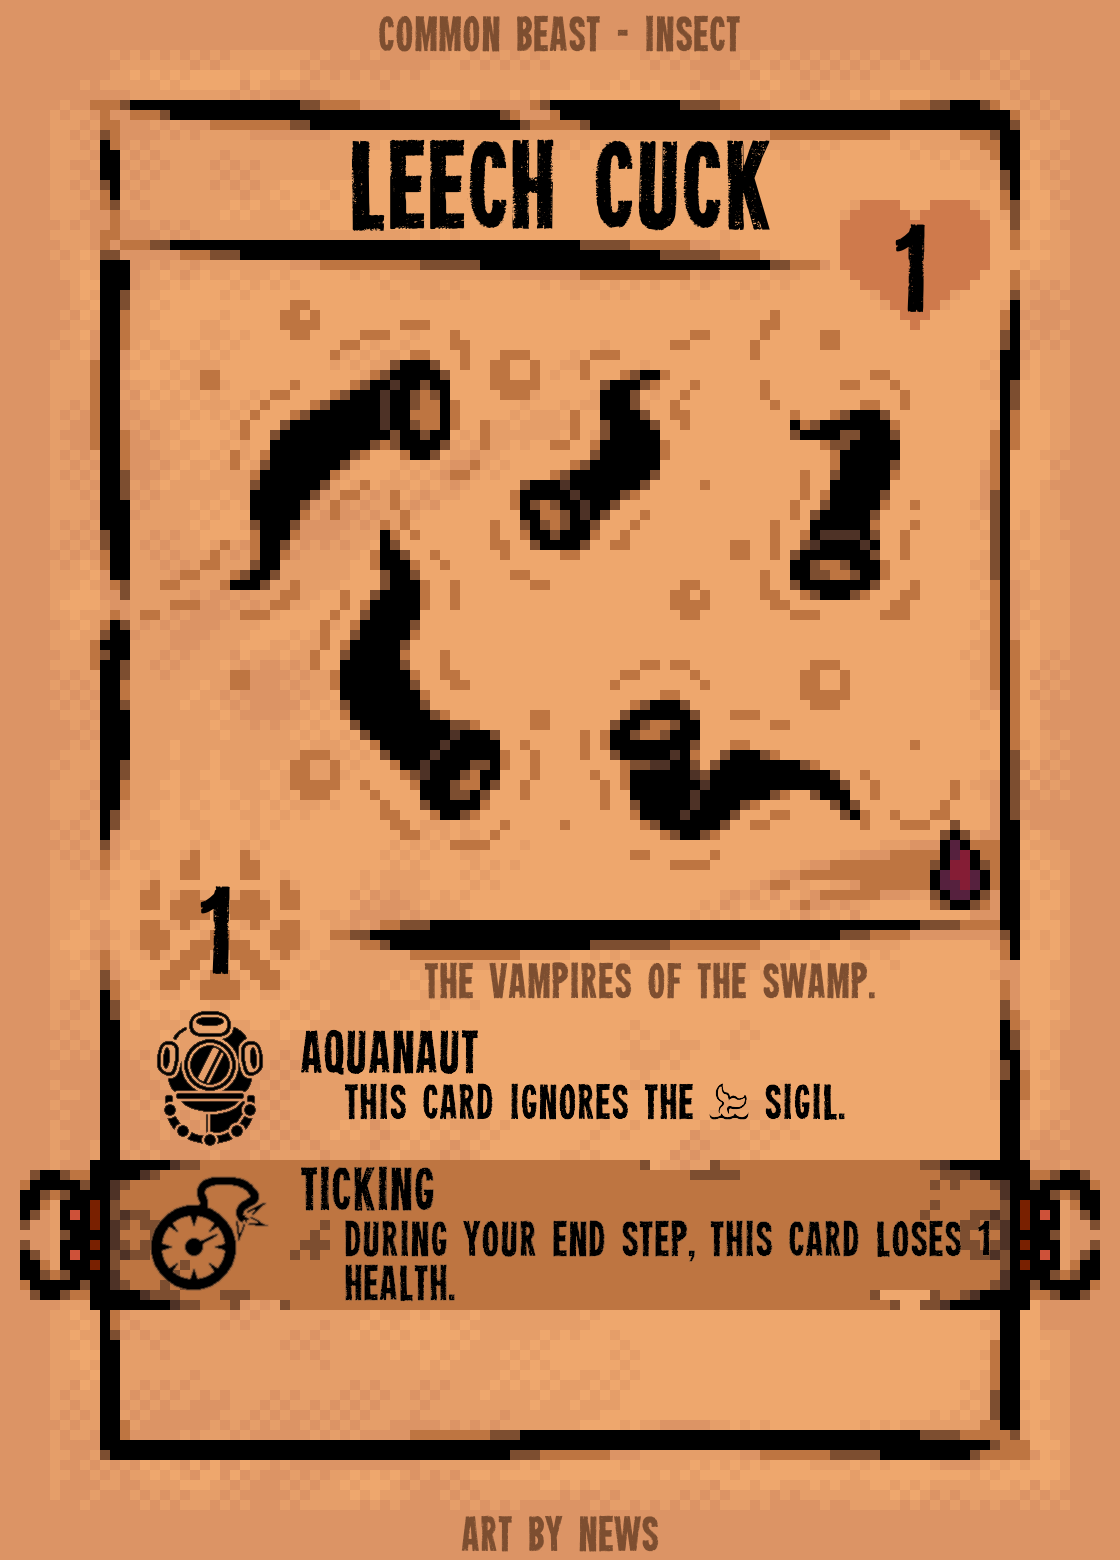 COMMON BEAST - INSECT
LEECH CUCK
1
1
THE VAMPIRES OF THE SWAMP.
AQUANAUT
THIS CARD IGNORES THE SIGIL.
TICKING
DURING YOUR END STEP, THIS CARD LOSES 1
HEALTH.
ART BY NEWS